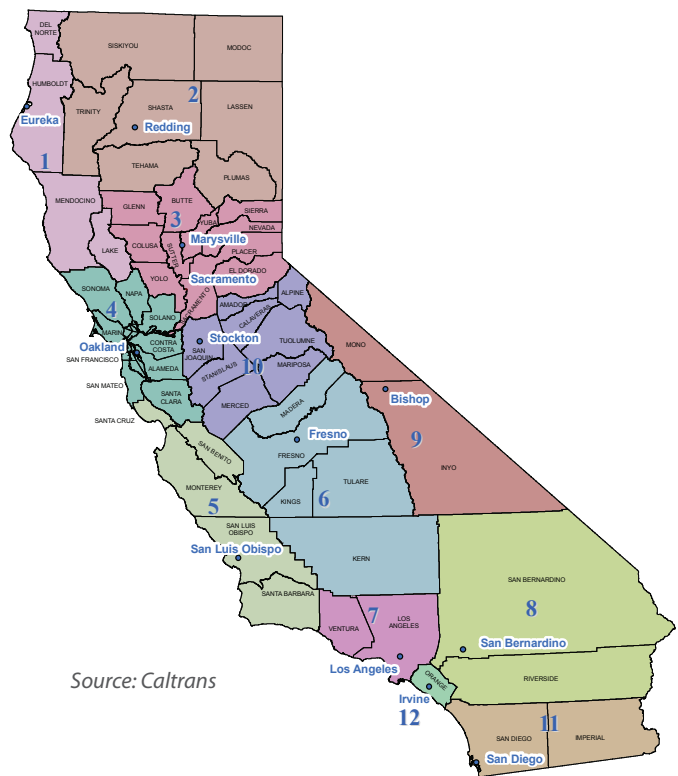 DEL
NORTE
SISKIYOU
MODOC
HUMBOLDT
TRINITY
SHASTA
2
LASSEN
Eureka
Redding
1
TEHAMA
PLUMAS
MENDOCINO
GLENN
BUTTE
3
YUBA
SIERRA
NEVADA
LAKE
COLUSA
SUTTER
Marysville
PLACER
YOLO
Sacramento
EL DORADO
SACRAMENTO
SONOMA
NAPA
4
SOLANO
AMADOR
ALPINE
CALAVERAS
MARIN
Oakland
CONTRA
COSTA
Stockton
TUOLUMNE
MONO
SAN FRANCISCO
ALAMEDA
SAN
JOAQUIN
STANISLAUS
10
MARIPOSA
SAN MATEO
SANTA
CLARA
MERCED
MADERA
Bishop
SANTA CRUZ
SAN BENITO
Fresno
9
FRESNO
INYO
MONTEREY
5
KINGS
6
TULARE
SAN LUIS
OBISPO
San Luis Obispo
KERN
SANTA BARBARA
SAN BERNARDINO
8
VENTURA
7
LOS
ANGELES
San Bernardino
Los Angeles
RIVERSIDE
ORANGE
Irvine
12
Source: Caltrans
11
SAN DIEGO
IMPERIAL
San Diego